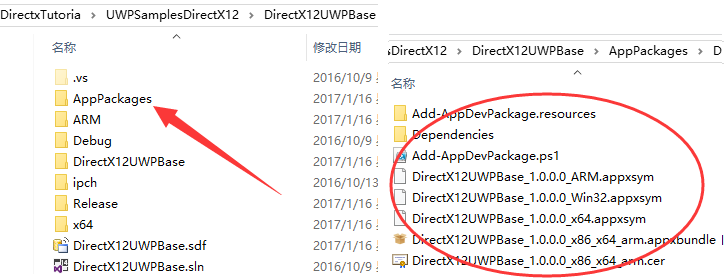 DirectxTutoria > UWPSamplesDirectX12 > DirectX12UWPBase
名称 修改日期
.vs 2016/10/9
AppPackages 2017/1/16
ARM 2017/1/16
Debug 2016/10/9
DirectX12UWPBase 2017/1/16
ipch 2016/10/13
Release 2017/1/16
x64 2017/1/16
DirectX12UWPBase.sdf 2017/1/16
DirectX12UWPBase.sln 2016/10/9
sDirectX12 > DirectX12UWPBase > AppPackages > D
名称
Add-AppDevPackage.resources
Dependencies
Add-AppDevPackage.ps1
DirectX12UWPBase_1.0.0.0_ARM.appxsym
DirectX12UWPBase_1.0.0.0_Win32.appxsym
DirectX12UWPBase_1.0.0.0_x64.appxsym
DirectX12UWPBase_1.0.0.0_x86_x64_arm.appxbundle
DirectX12UWPBase_1.0.0.0_x86_x64_arm.cer